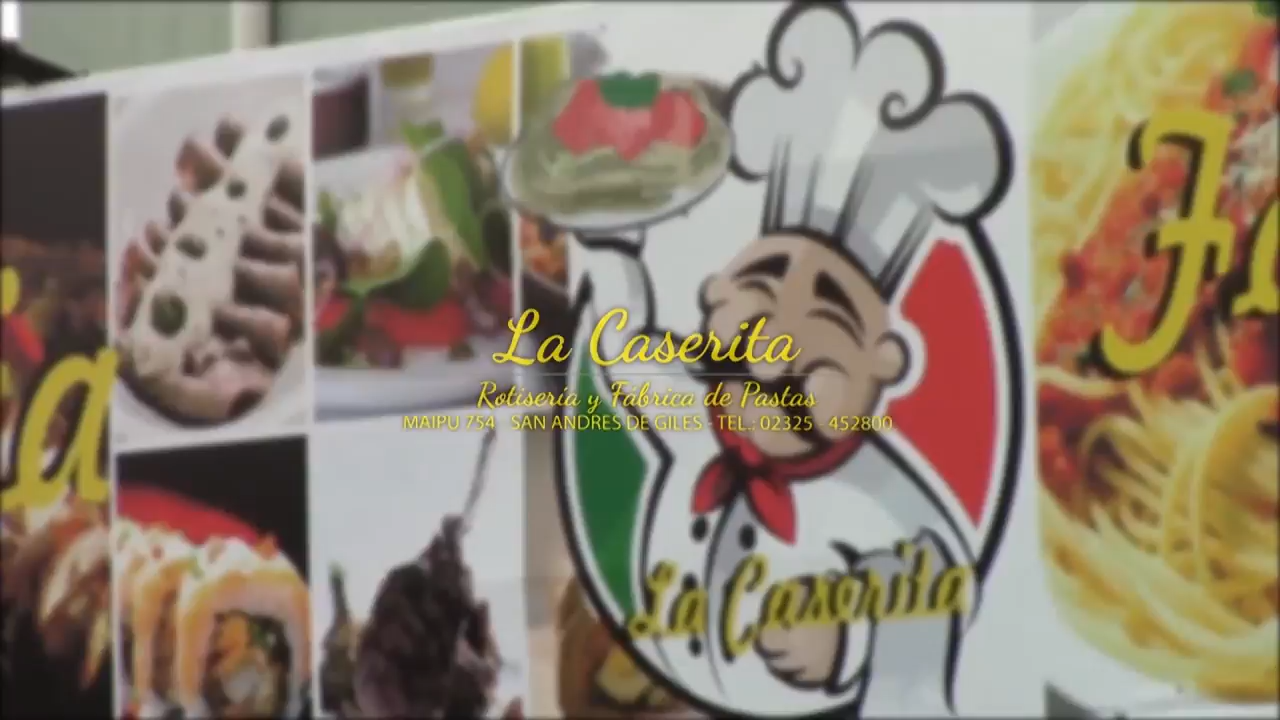 La Caserita
Rotisería y Fábrica de Pastas
MAIPU 754 - SAN ANDRES DE GILES - TEL.: 02325 - 452800
La Caserita